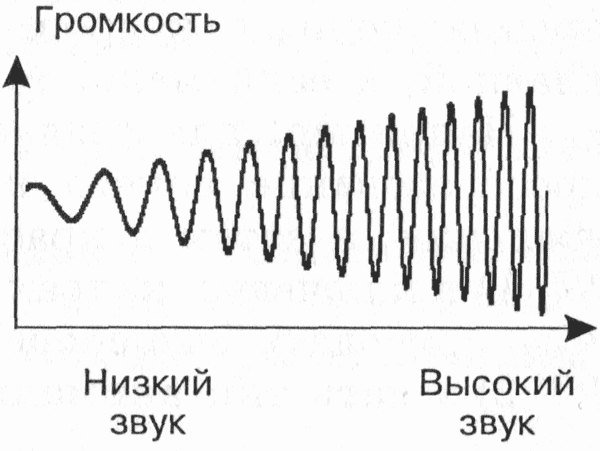 Громкость
Низкий
звук
Высокий
звук